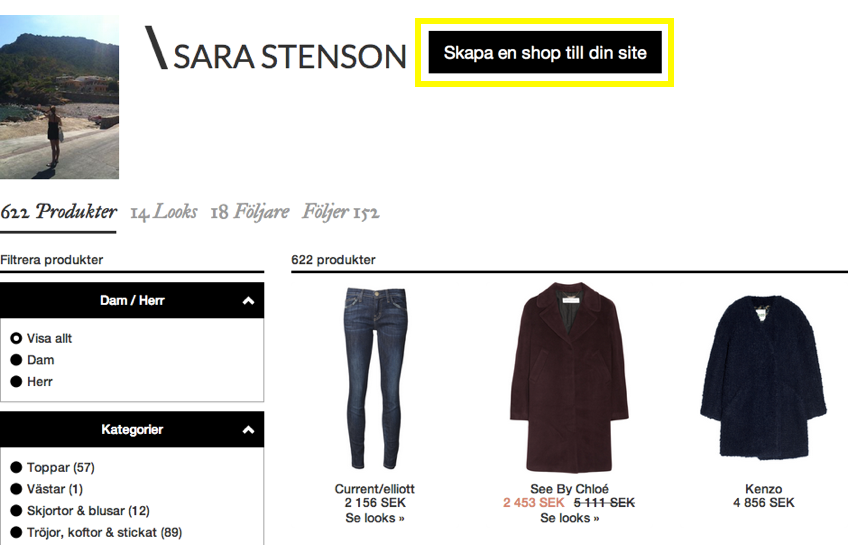 \SARA STENSON
Skapa en shop till din site
622 Produkter 14 Looks 18 Följare Följer 152
Filtrera produkter
622 produkter
Dam / Herr
Visa allt
Dam
Herr
Kategorier
Toppar (57)
Västar (1)
Skjortor & blusar (12)
Tröjor, koftor & stickat (89)
Current/elliott
2 156 SEK
Se looks »
See By Chloé
2 453 SEK 5 111 SEK
Se looks »
Kenzo
4 856 SEK